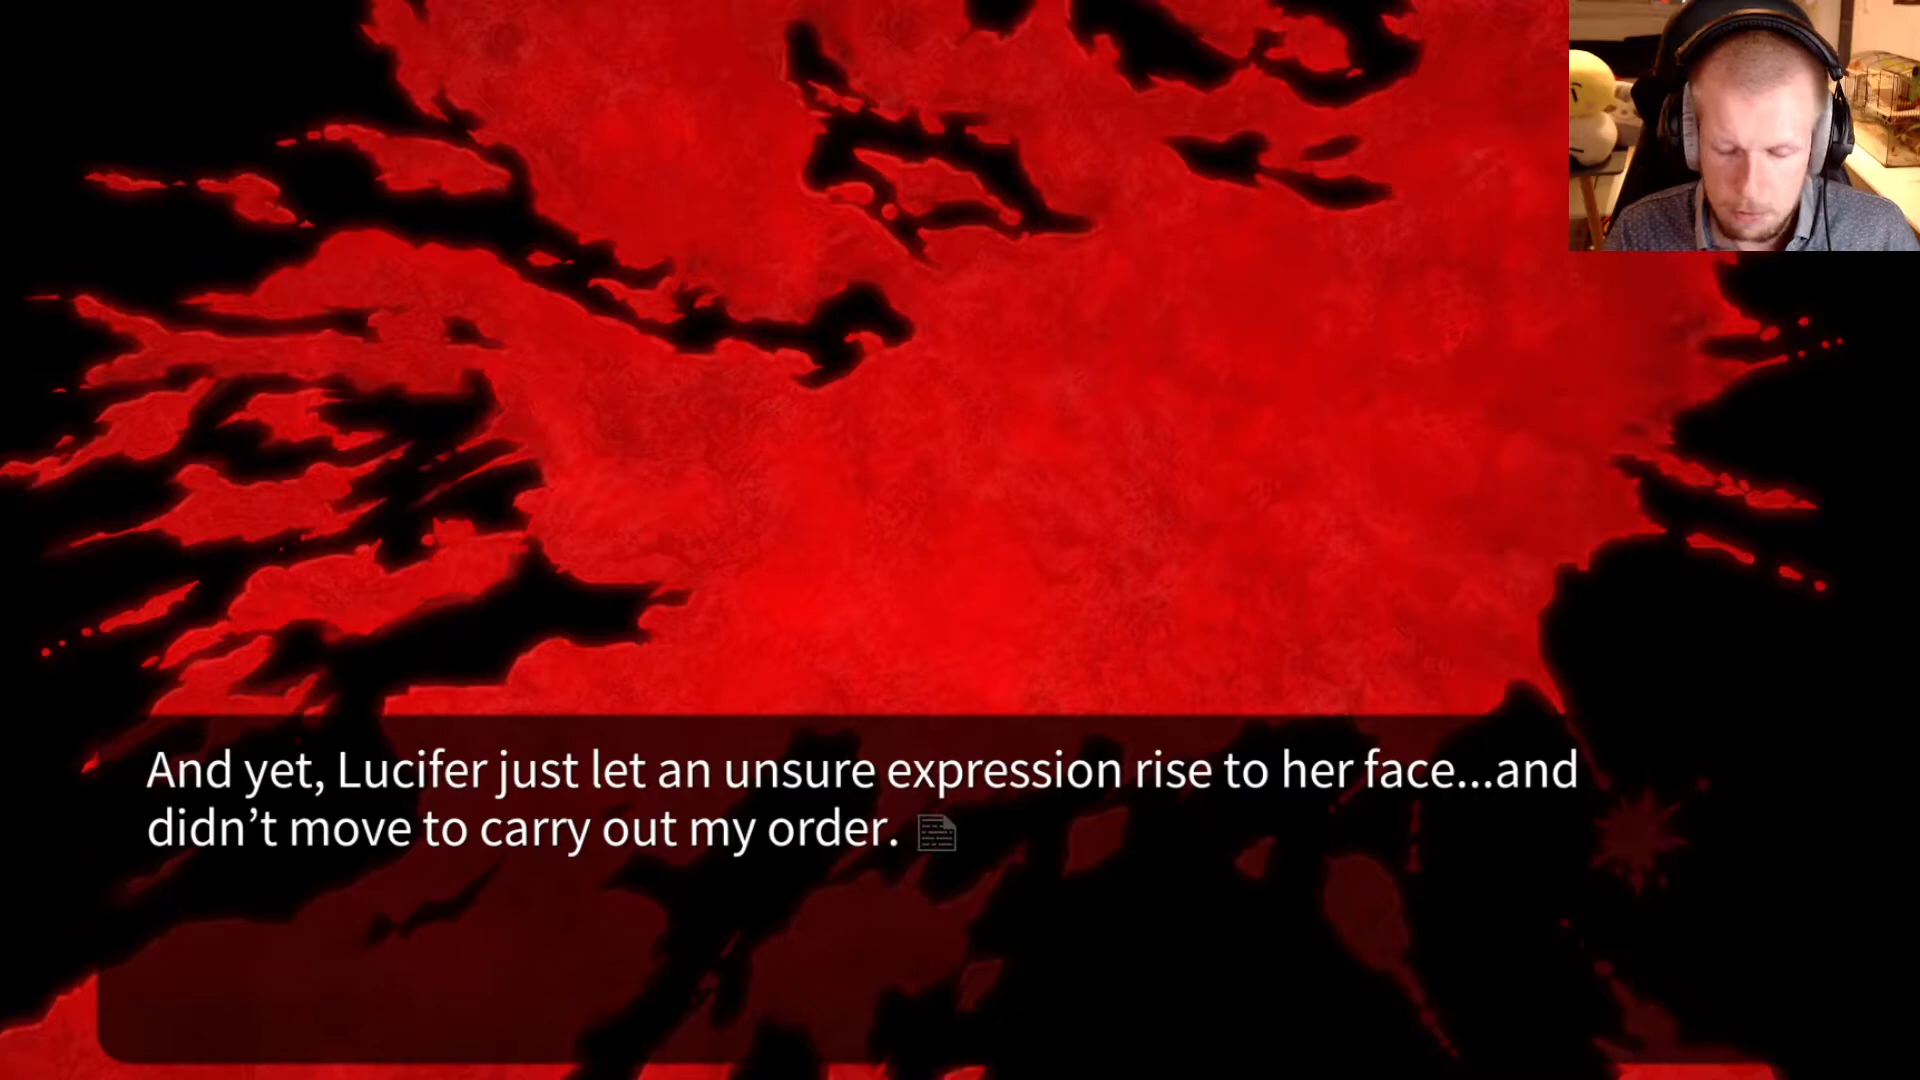 And yet, Lucifer just let an unsure expression rise to her face...and
didn’t move to carry out my order.